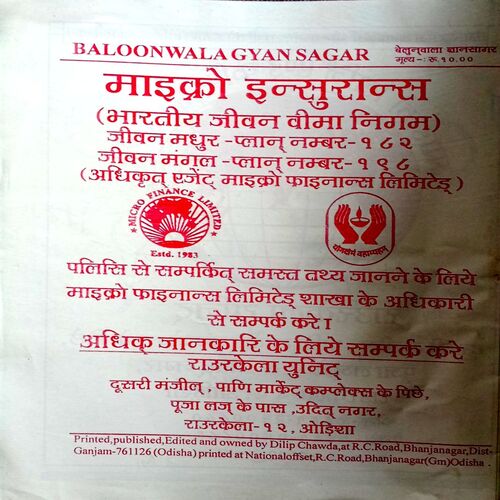 BALOONWALA GYAN SAGAR
बेलुनवाला ज्ञानसागर
मूल्य-: रु.१०.००
माइक्रो इन्सुरान्स
(भारतीय जीवन वीमा निगम)
जीवन मधुर -प्लान् नम्बर-१८२
जीवन मंगल -प्लान् नम्बर-१९८
(अधिकृत् एजेंट् माइक्रो फाइनान्स लिमिटेड् )
MICRO FINANCE LIMITED
Estd. 1983
योगक्षेमं वहाम्यहम्
पलिसि से सम्पर्कित् समस्त तथ्य जानने के लिये
माइक्रो फाइनान्स लिमिटेड् शाखा के अधिकारी
से सम्पर्क करे ।
अधिक् जानकारि के लिये सम्पर्क करे
राउरकेला युनिट्
दूसरी मंजील् , पाणि मार्केट् कम्प्लेक्स के पिछे,
पूजा लज् के पास ,उदित् नगर,
राउरकेला-१२, ओड़िशा
Printed,published,Edited and owned by Dilip Chawda,at R.C.Road,Bhanjanagar,Dist-
Ganjam-761126 (Odisha) printed at Nationaloffset,R.C.Road,Bhanjanagar(Gm)Odisha .